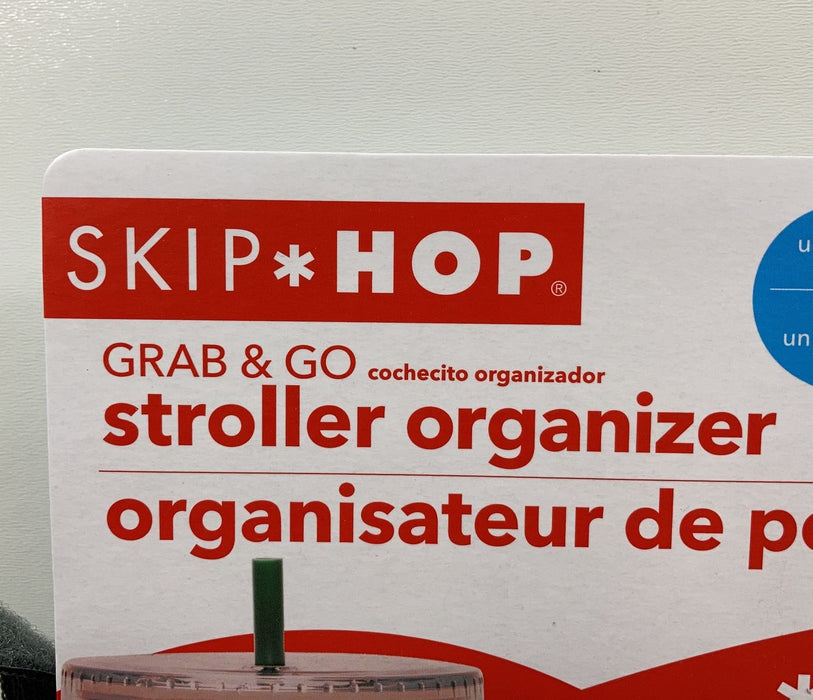 SKIP*HOP®
GRAB & GO cochecito organizador
stroller organizer
organisateur de